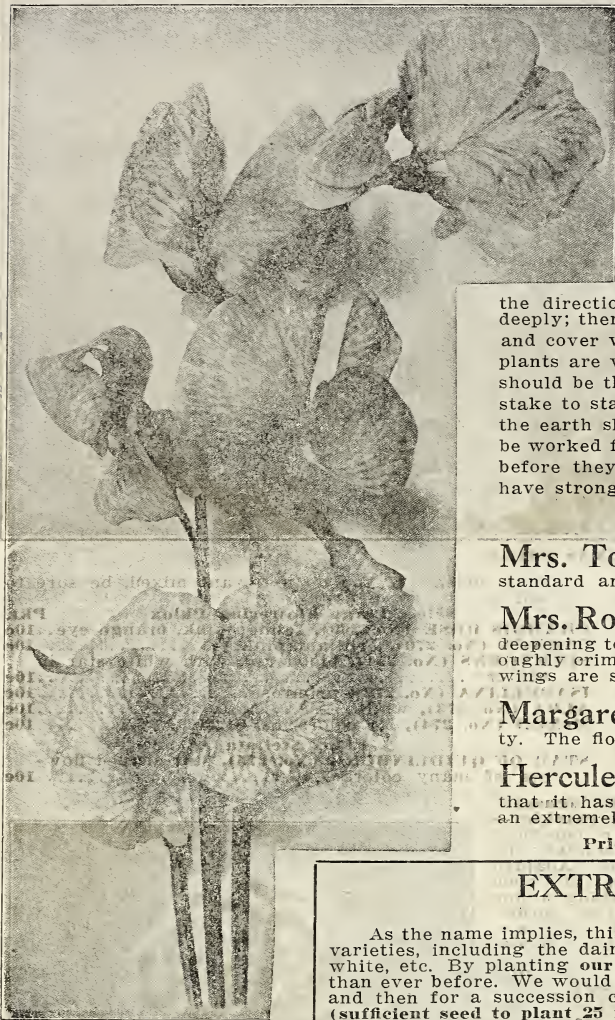 the directio
deeply; ther
and cover v
plants are v
should be th
stake to sta
the earth sl
be worked f
before they
have strong
Mrs. To
standard an
Mrs. Ro
deepening to
oughly crim
wings are s
Margare
ty. The flo
Hercule
that it has
an extremel
Pri
EXTR
As the name implies, thi
varieties, including the dain
white, etc. By planting our
than ever before. We would
and then for a succession o
(sufficient seed to plant 25